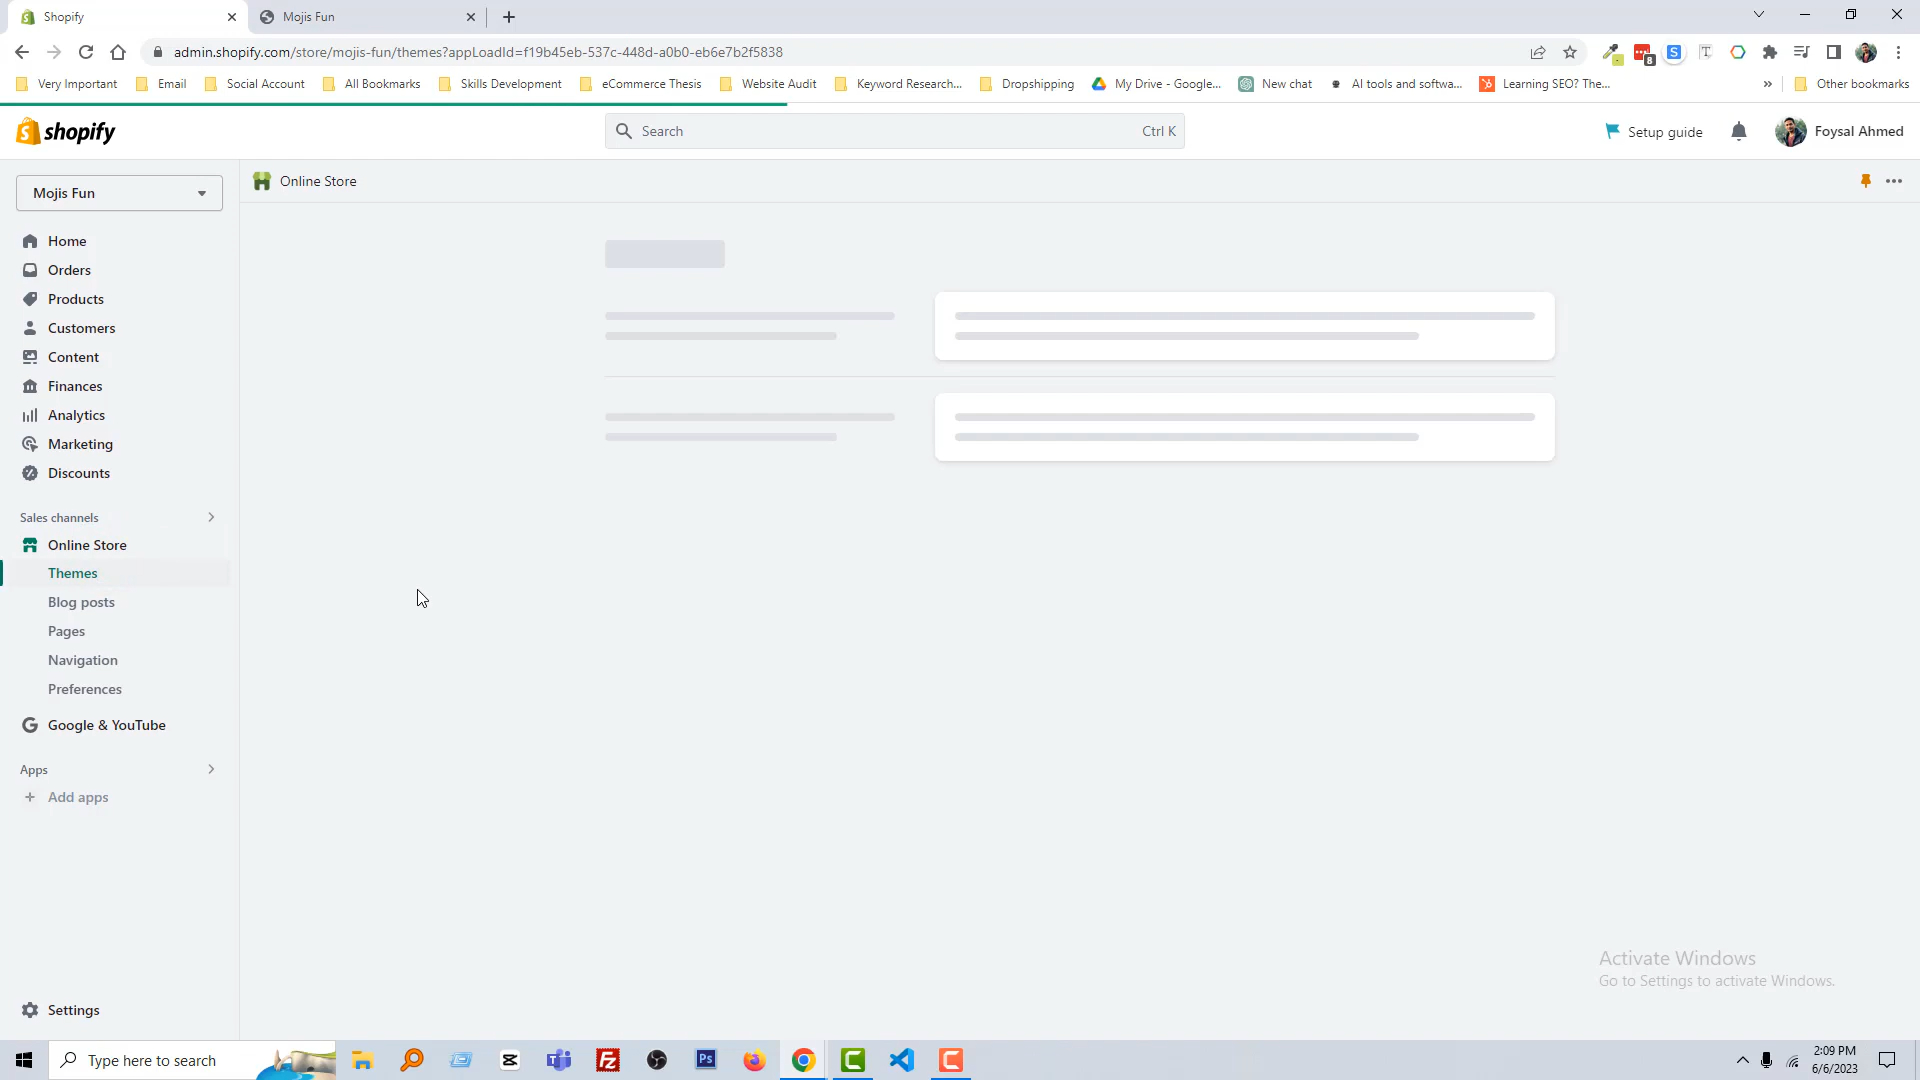 Shopify
Mojis Fun
admin.shopify.com/store/mojis-fun/themes?appLoadId=f19b45eb-537c-448d-a0b0-eb6e7b2f5838
8
Very Important
Email
Social Account
All Bookmarks
Skills Development
eCommerce Thesis
Website Audit
Keyword Research...
Dropshipping
My Drive - Google...
New chat
AI tools and softwa...
Learning SEO? The...
»
Other bookmarks
shopify
Search
Ctrl K
Setup guide
Foysal Ahmed
Mojis Fun
Online Store
Home
Orders
Products
Customers
Content
Finances
Analytics
Marketing
Discounts
Sales channels
Online Store
Themes
Blog posts
Pages
Navigation
Preferences
Google & YouTube
Apps
+ Add apps
Activate Windows
Go to Settings to activate Windows.
Settings
Type here to search
Ps
2:09 PM
6/6/2023